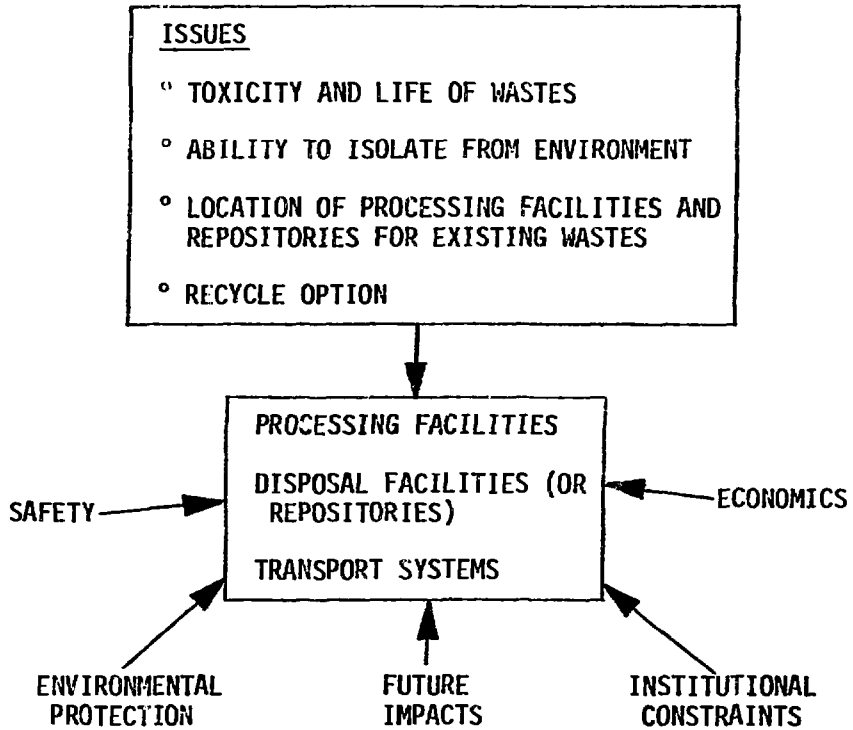 ISSUES
° TOXICITY AND LIFE OF WASTES
° ABILITY TO ISOLATE FROM ENVIRONMENT
° LOCATION OF PROCESSING FACILITIES AND
REPOSITORIES FOR EXISTING WASTES
° RECYCLE OPTION
PROCESSING FACILITIES
DISPOSAL FACILITIES (OR
REPOSITORIES)
TRANSPORT SYSTEMS
SAFETY
ECONOMICS
ENVIRONMENTAL
PROTECTION
FUTURE
IMPACTS
INSTITUTIONAL
CONSTRAINTS